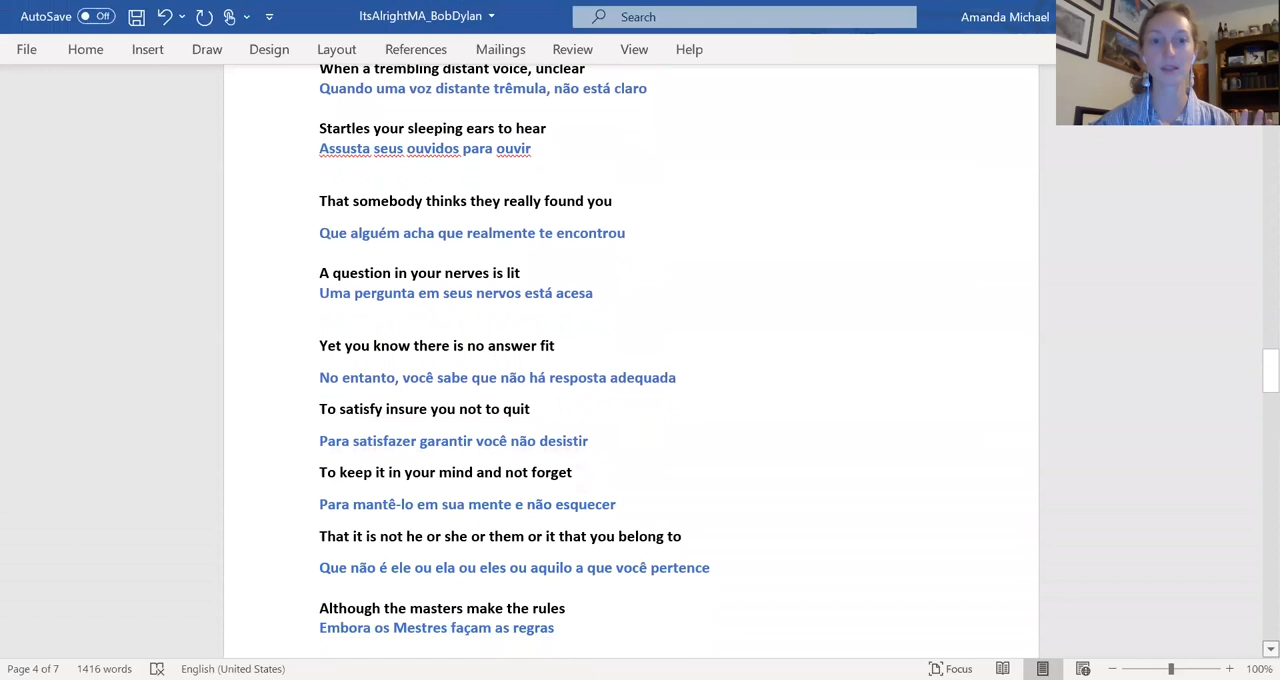 AutoSave Off ItsAlrightMA_BobDylan Search Amanda Michael
File Home Insert Draw Design Layout References Mailings Review View Help
When a trembling distant voice, unclear
Quando uma voz distante trêmula, não está claro
Startles your sleeping ears to hear
Assusta seus ouvidos para ouvir
That somebody thinks they really found you
Que alguém acha que realmente te encontrou
A question in your nerves is lit
Uma pergunta em seus nervos está acesa
Yet you know there is no answer fit
No entanto, você sabe que não há resposta adequada
To satisfy insure you not to quit
Para satisfazer garantir você não desistir
To keep it in your mind and not forget
Para mantê-lo em sua mente e não esquecer
That it is not he or she or them or it that you belong to
Que não é ele ou ela ou eles ou aquilo a que você pertence
Although the masters make the rules
Embora os Mestres façam as regras
Page 4 of 7 1416 words English (United States) Focus 100%